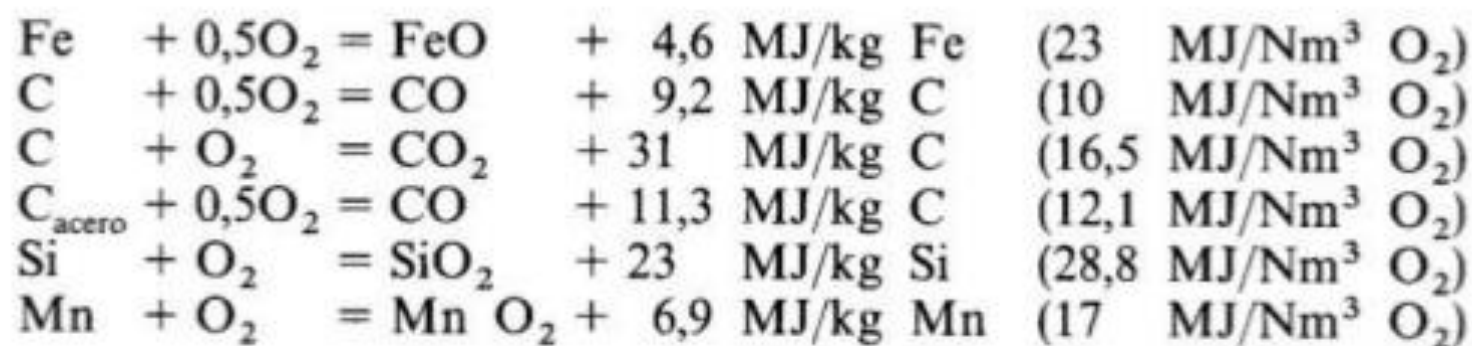 Fe + 0,5O₂ = FeO + 4,6 MJ/kg Fe (23 MJ/Nm³ O₂)
C + 0,5O₂ = CO + 9,2 MJ/kg C (10 MJ/Nm³ O₂)
C + O₂ = CO₂ + 31 MJ/kg C (16,5 MJ/Nm³ O₂)
Cacero + 0,5O₂ = CO + 11,3 MJ/kg C (12,1 MJ/Nm³ O₂)
Si + O₂ = SiO₂ + 23 MJ/kg Si (28,8 MJ/Nm³ O₂)
Mn + O₂ = Mn O₂ + 6,9 MJ/kg Mn (17 MJ/Nm³ O₂)